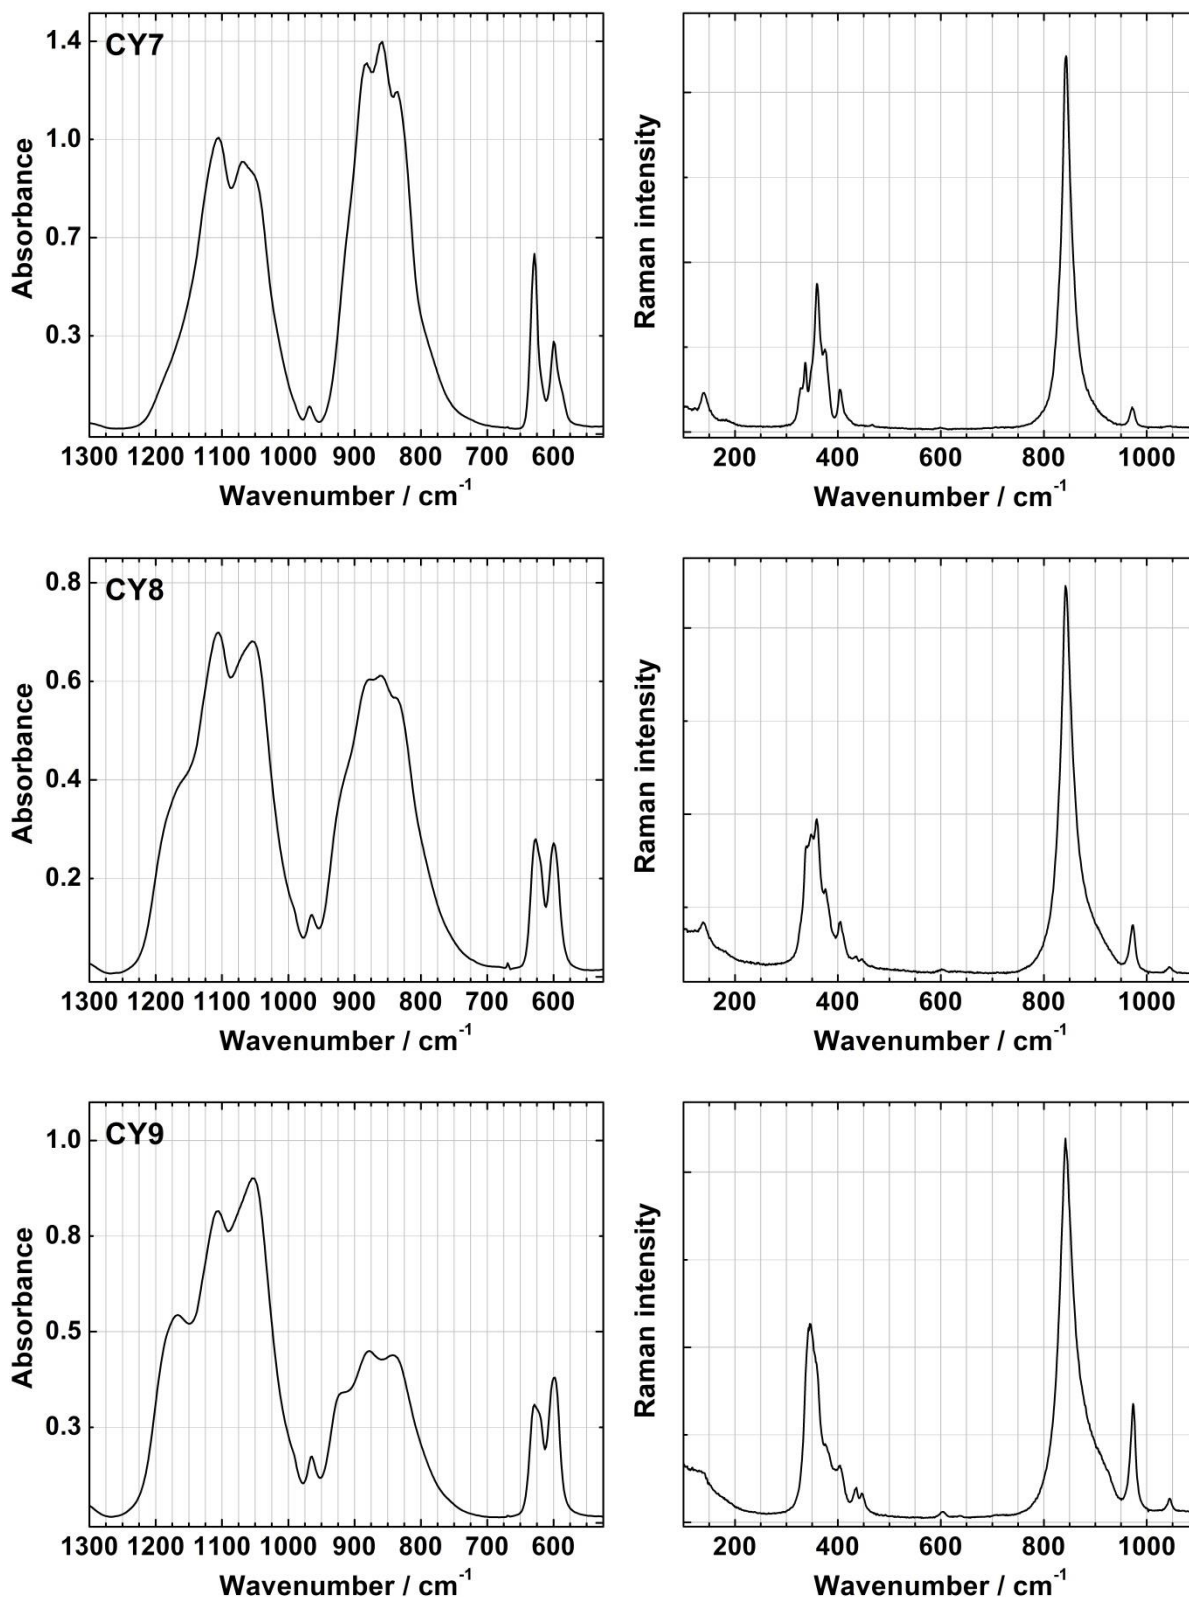 CY7
1.4
1.0
0.7
0.3
Absorbance
1300 1200 1100 1000 900 800 700 600
Wavenumber / cm-1
Raman intensity
200 400 600 800 1000
Wavenumber / cm-1
CY8
0.8
0.6
0.4
0.2
Absorbance
1300 1200 1100 1000 900 800 700 600
Wavenumber / cm-1
Raman intensity
200 400 600 800 1000
Wavenumber / cm-1
CY9
1.0
0.8
0.5
0.3
Absorbance
1300 1200 1100 1000 900 800 700 600
Wavenumber / cm-1
Raman intensity
200 400 600 800 1000
Wavenumber / cm-1